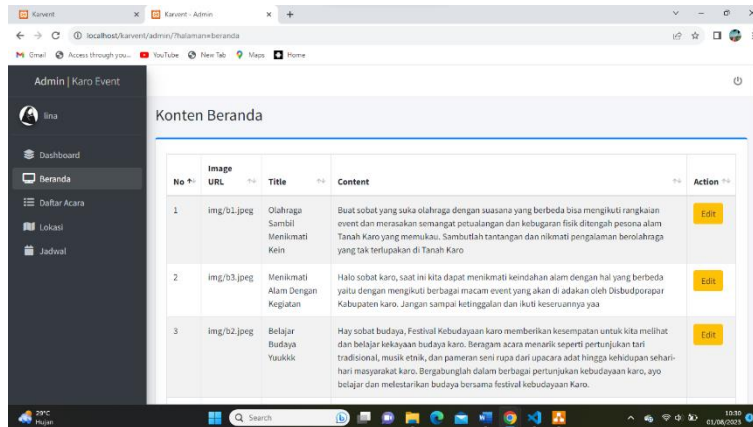 Karvent
Karvent - Admin
localhost/karvent/admin/?halaman=beranda
Gmail
Access through you...
YouTube
New Tab
Maps
Home
Admin | Karo Event
lina
Dashboard
Beranda
Daftar Acara
Lokasi
Jadwal
Konten Beranda
No
Image
URL
Title
Content
Action
1
img/b1.jpeg
Olahraga
Sambil
Menikmati
Kein
Buat sobat yang suka olahraga dengan suasana yang berbeda bisa mengikuti rangkaian
event dan merasakan semangat petualangan dan kebugaran fisik ditengah pesona alam
Tanah Karo yang memukau. Sambutlah tantangan dan nikmati pengalaman berolahraga
yang tak terlupakan di Tanah Karo
Edit
2
img/b3.jpeg
Menikmati
Alam Dengan
Kegiatan
Halo sobat karo, saat ini kita dapat menikmati keindahan alam dengan hal yang berbeda
yaitu dengan mengikuti berbagai macam event yang akan di adakan oleh Disbudporapar
Kabupaten karo. Jangan sampai ketinggalan dan ikuti keseruannya yaa
Edit
3
img/b2.jpeg
Belajar
Budaya
Yuukkk
Hay sobat budaya, Festival Kebudayaan karo memberikan kesempatan untuk kita melihat
dan belajar kekayaan budaya karo. Beragam acara menarik seperti pertunjukan tari
tradisional, musik etnik, dan pameran seni rupa dari upacara adat hingga kehidupan sehari-
hari masyarakat karo. Bergabunglah dalam berbagai pertunjukan kebudayaan karo, ayo
belajar dan melestarikan budaya bersama festival kebudayaan Karo.
Edit
29°C
Hujan
Search
10:30
01/08/2023